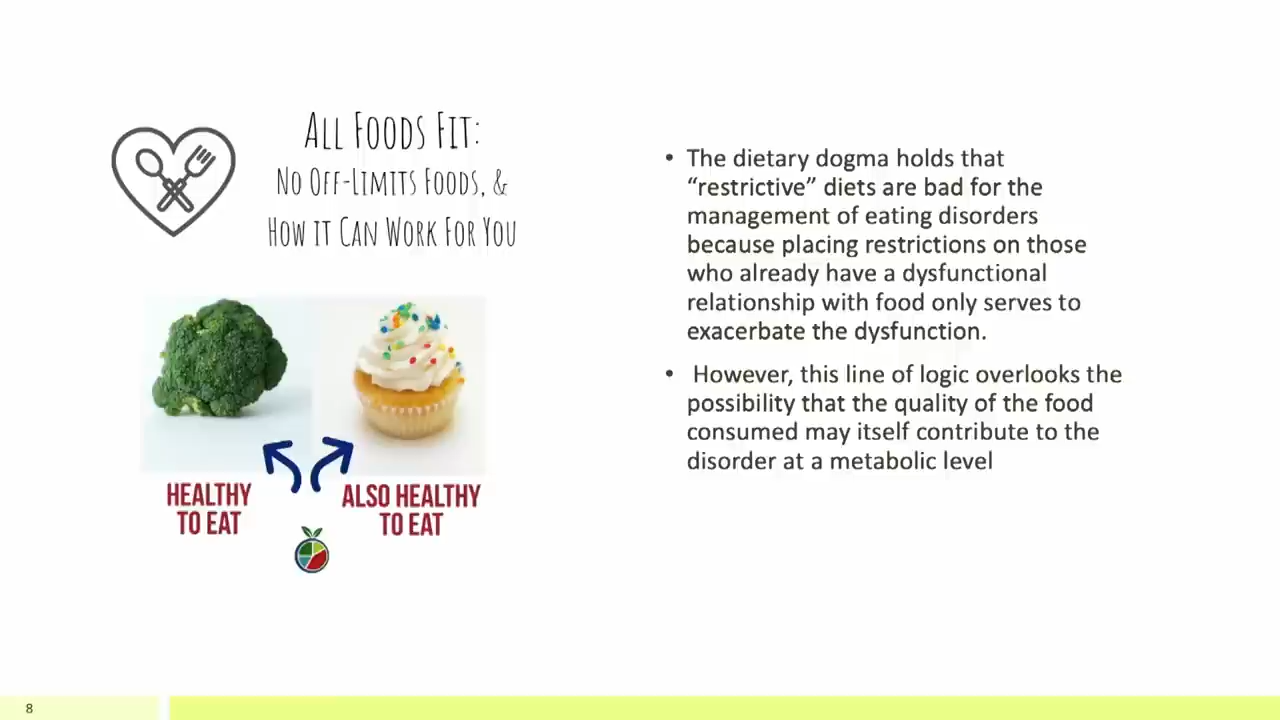 ALL FOODS FIT:
NO OFF-LIMITS FOODS, &
HOW IT CAN WORK FOR YOU
HEALTHY
TO EAT
ALSO HEALTHY
TO EAT
• The dietary dogma holds that
“restrictive” diets are bad for the
management of eating disorders
because placing restrictions on those
who already have a dysfunctional
relationship with food only serves to
exacerbate the dysfunction.
• However, this line of logic overlooks the
possibility that the quality of the food
consumed may itself contribute to the
disorder at a metabolic level
8